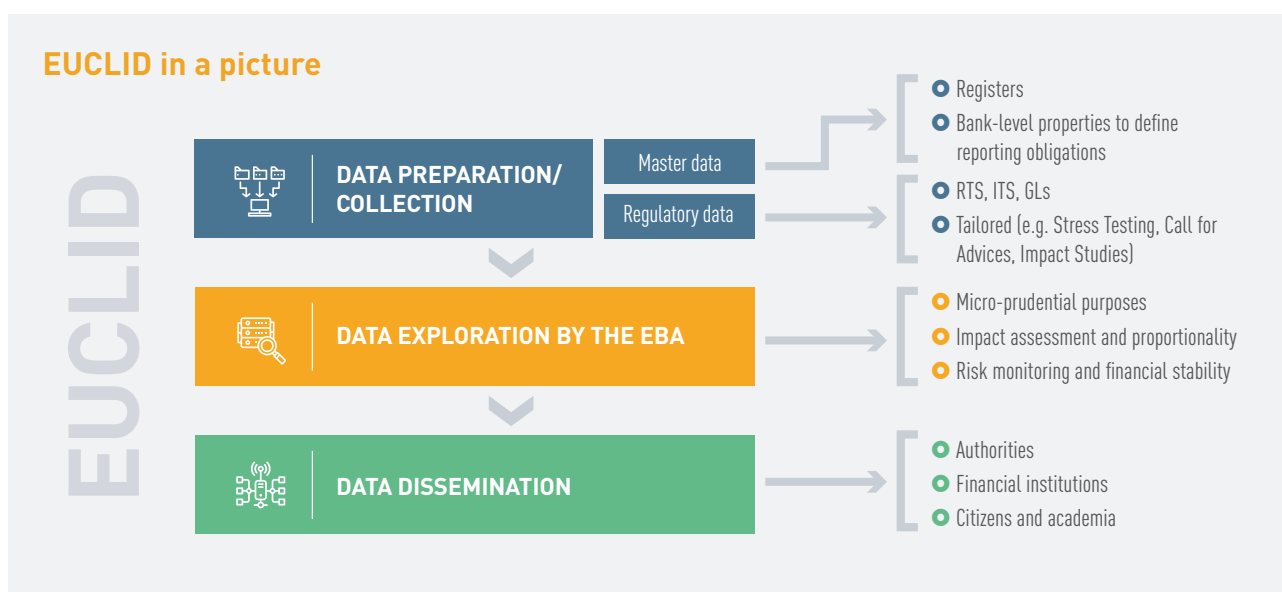 EUCLID in a picture
EUCLID
DATA PREPARATION/
COLLECTION
Master data
Regulatory data
Registers
Bank-level properties to define
reporting obligations
RTS, ITS, GLs
Tailored (e.g. Stress Testing, Call for
Advices, Impact Studies)
DATA EXPLORATION BY THE EBA
Micro-prudential purposes
Impact assessment and proportionality
Risk monitoring and financial stability
DATA DISSEMINATION
Authorities
Financial institutions
Citizens and academia